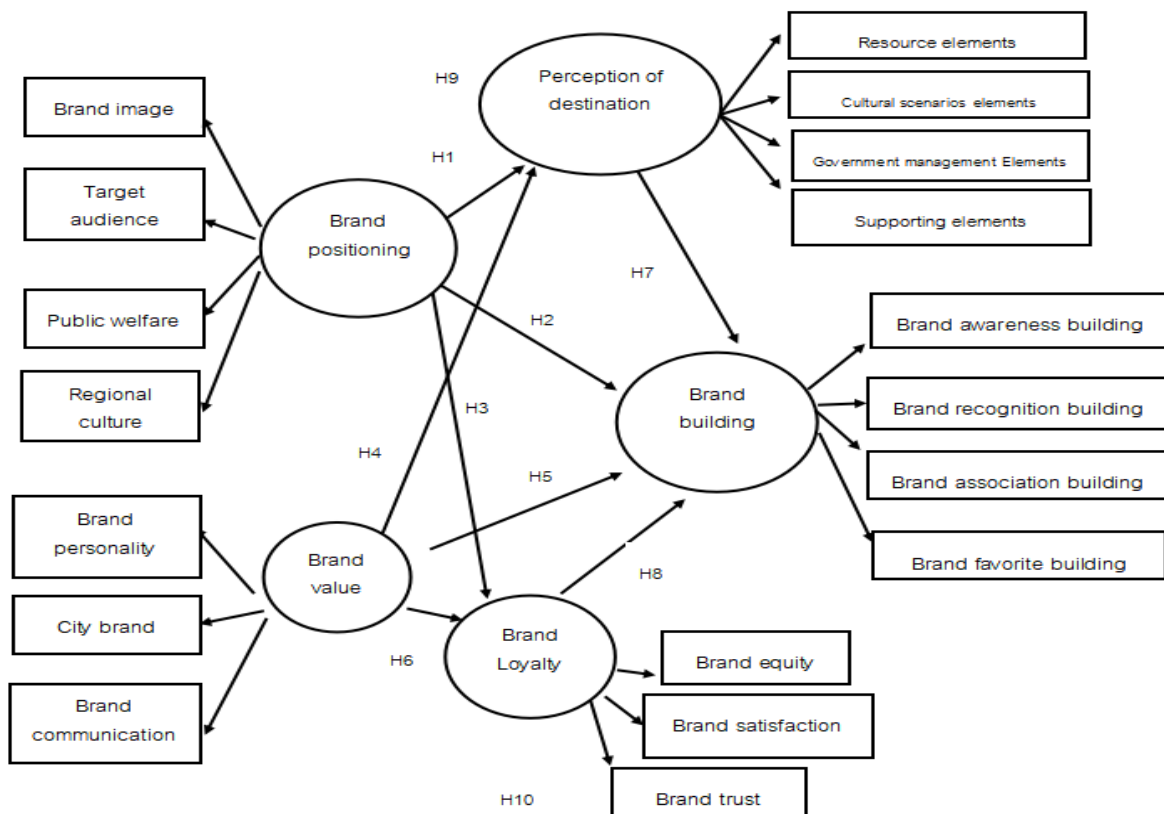 Resource elements
Perception of
destination
H9
Cultural scenarios elements
Brand image
H1
Government management Elements
Target
audience
Brand
positioning
Supporting elements
H7
Public welfare
H2
Brand awareness building
Regional
culture
H3
Brand
building
Brand recognition building
H4
H5
Brand association building
Brand
personality
Brand
value
H8
Brand favorite building
City brand
H6
Brand
Loyalty
Brand equity
Brand
communication
Brand satisfaction
H10
Brand trust